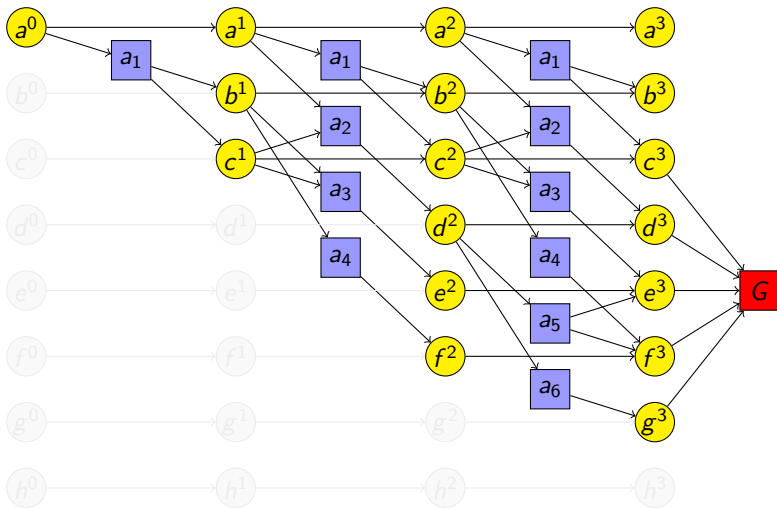 a⁰ a¹ a² a³
a₁ a₁ a₁
b⁰ b¹ b² b³
a₂ a₂
c⁰ c¹ c² c³
a₃ a₃
d⁰ d¹ d² d³
a₄ a₄
e⁰ e¹ e² e³ G
a₅
f⁰ f¹ f² f³
a₆
g⁰ g¹ g² g³
h⁰ h¹ h² h³